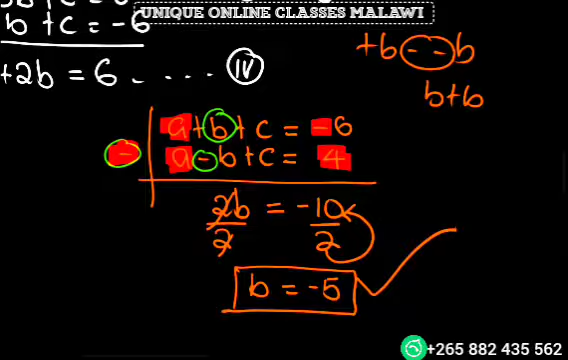 UNIQUE ONLINE CLASSES MALAWI
b + c = -6
+2b = 6 - .... (IV)
+b - - b
b+b
- | a + b + c = -6
a - b + c = 4
2b = -10
2 2
b = -5
+265 882 435 562